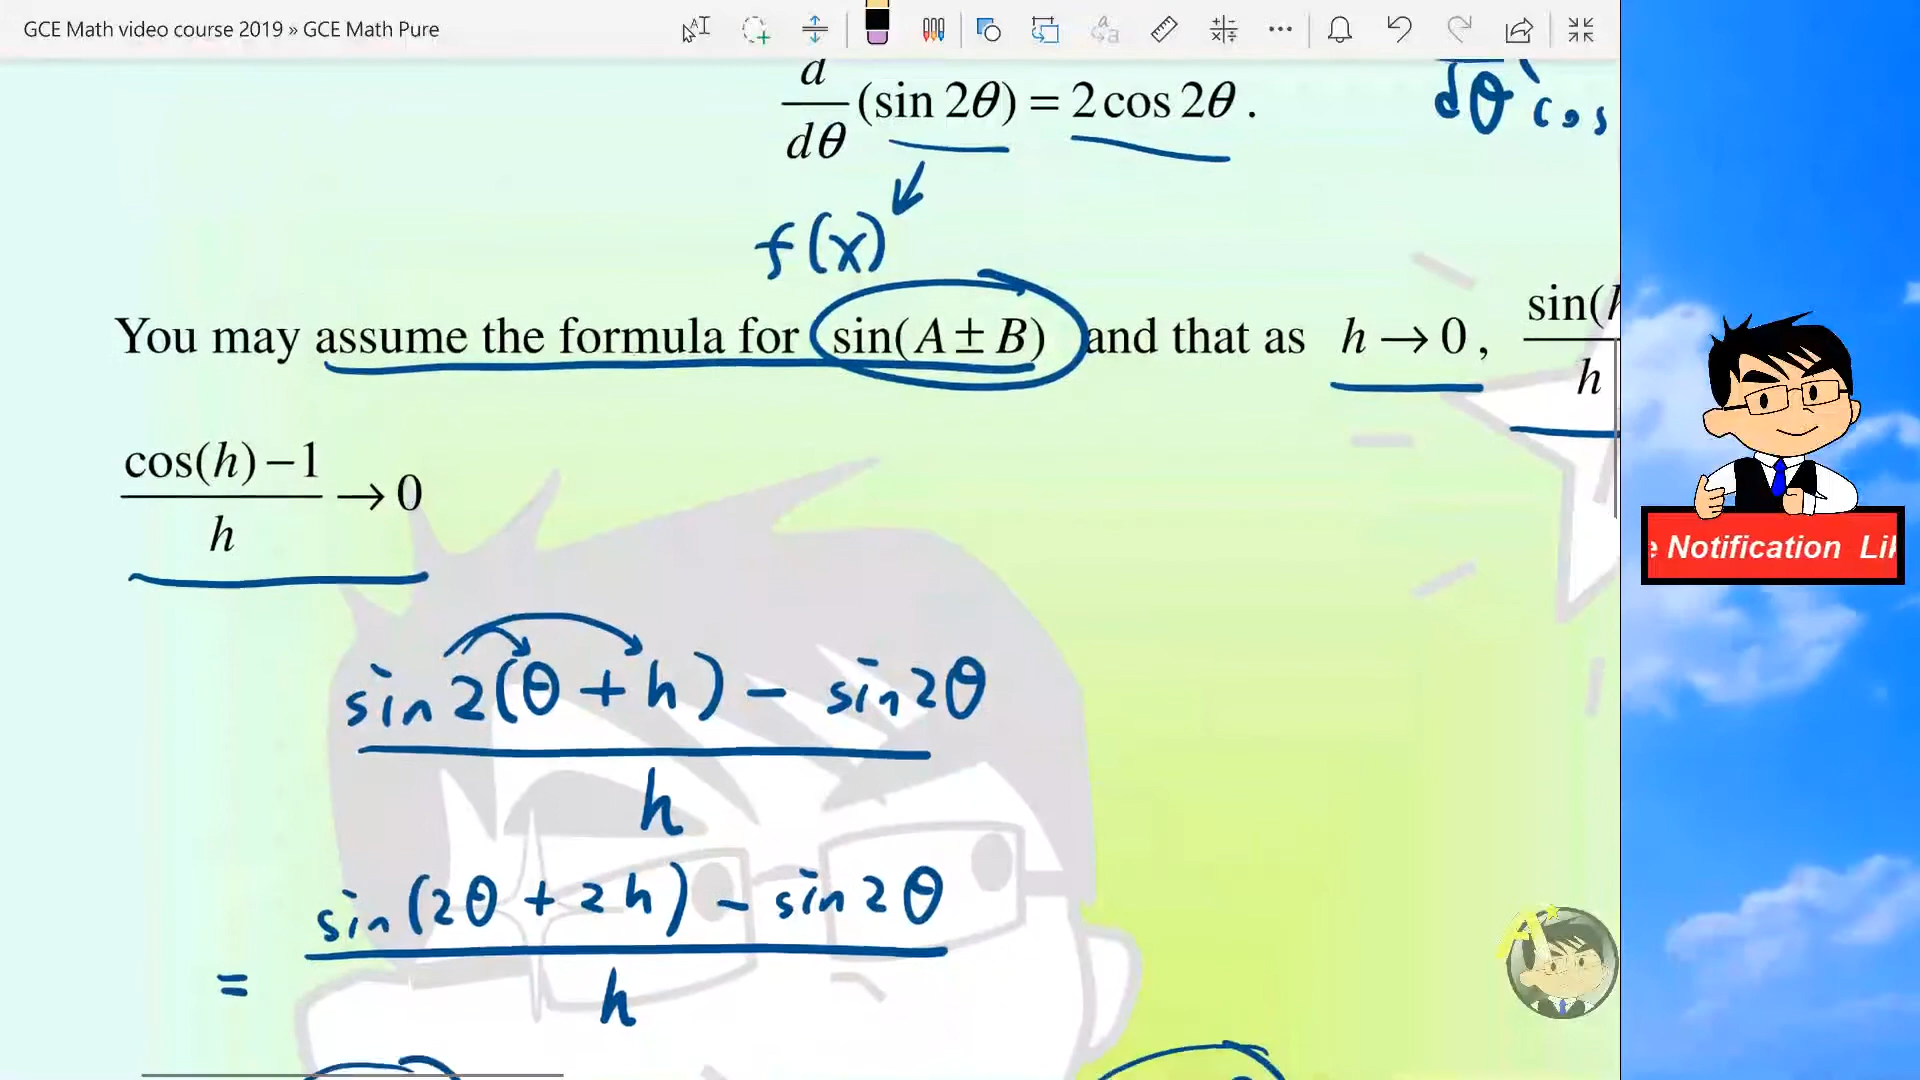 GCE Math video course 2019 » GCE Math Pure
d/dθ (sin 2θ) = 2 cos 2θ .
dθ cos
f(x)
You may assume the formula for sin(A ± B) and that as h → 0 , sin(h / h
(cos(h) − 1)/h → 0
e Notification Lik
(sin 2(θ + h) − sin 2θ)/h
= (sin(2θ + 2h) − sin 2θ)/h
A*